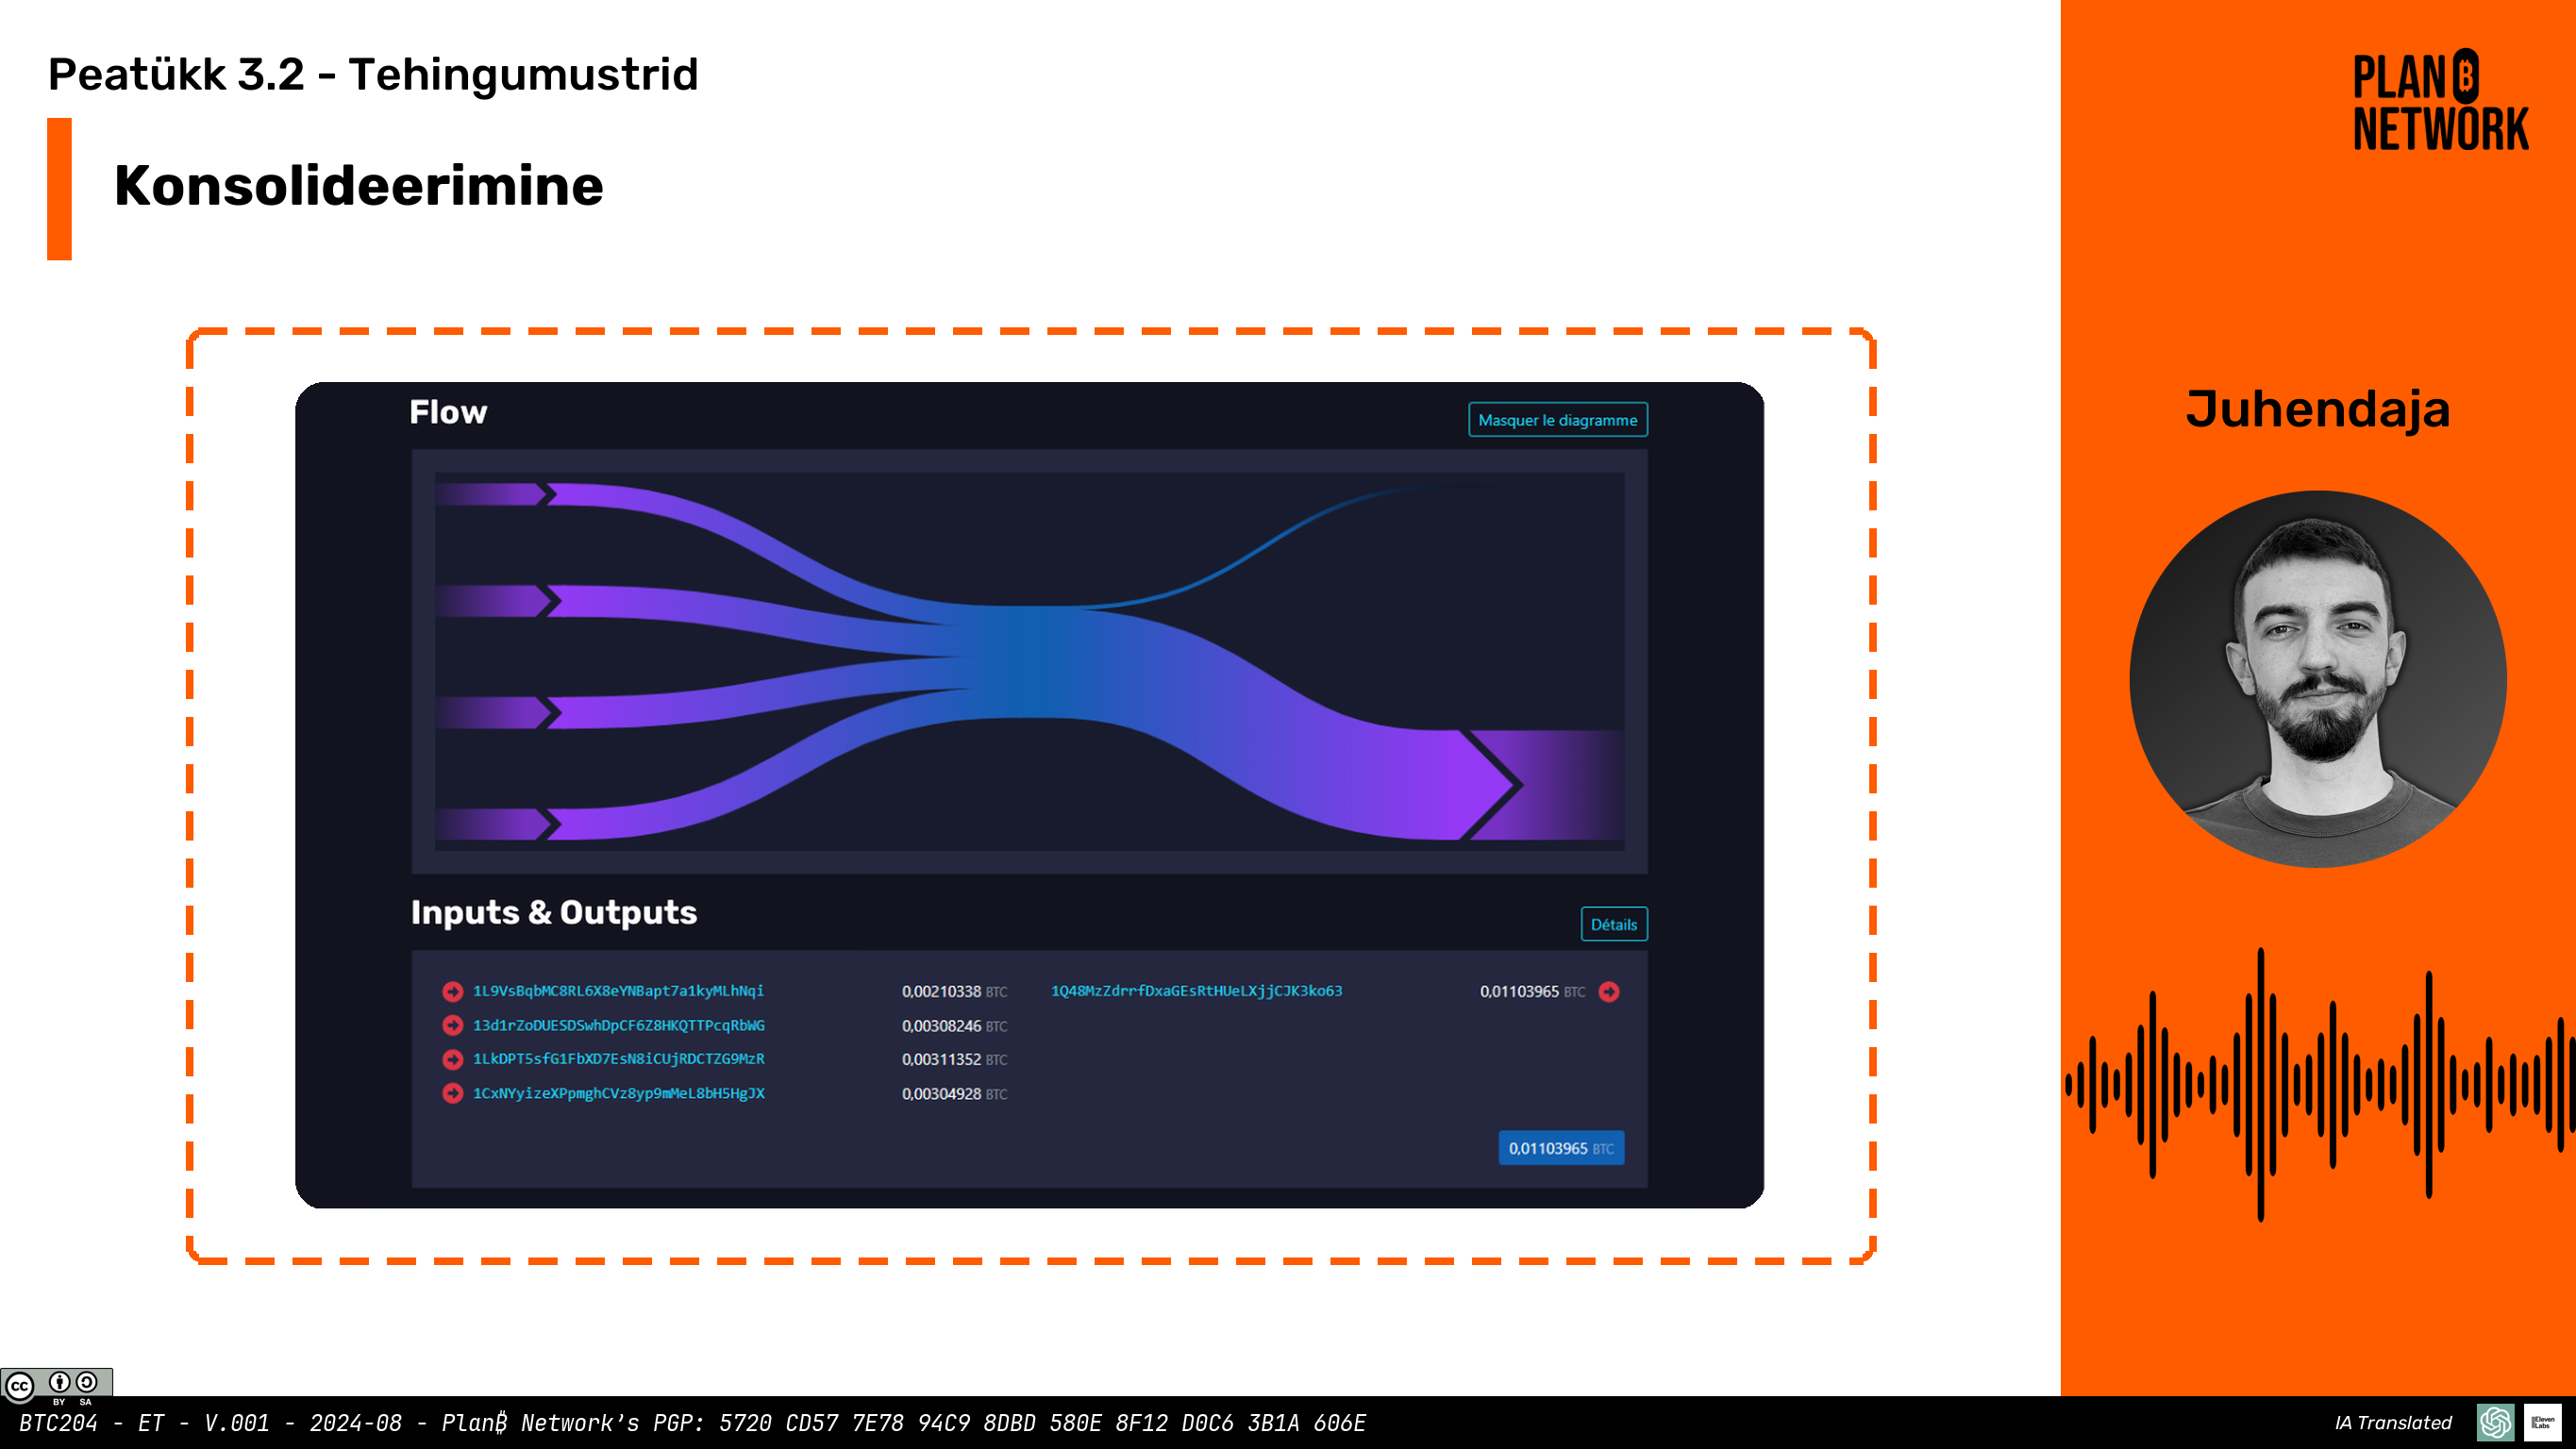 Peatükk 3.2 - Tehingumustrid
Konsolideerimine
PLAN B
NETWORK
Juhendaja
Flow
Masquer le diagramme
Inputs & Outputs
Détails
1L9VsBqbMC8RL6X8eYNBapt7a1kyMLhNqi 0,00210338 BTC 1Q48MzZdrrfDxaGEsRtHUeLXjjCJK3ko63 0,01103965 BTC
13d1rZoDUESDSwhDpCF6Z8HKQTTPcqRbWG 0,00308246 BTC
1LkDPT5sfG1FbXD7EsN8iCUjRDCTZG9MzR 0,00311352 BTC
1CxNYyizeXPpmghCVz8yp9mMeL8bH5HgJX 0,00304928 BTC
0,01103965 BTC
CC BY SA
BTC204 - ET - V.001 - 2024-08 - Plan₿ Network's PGP: 5720 CD57 7E78 94C9 8DBD 580E 8F12 D0C6 3B1A 606E
IA Translated
IIElevenLabs